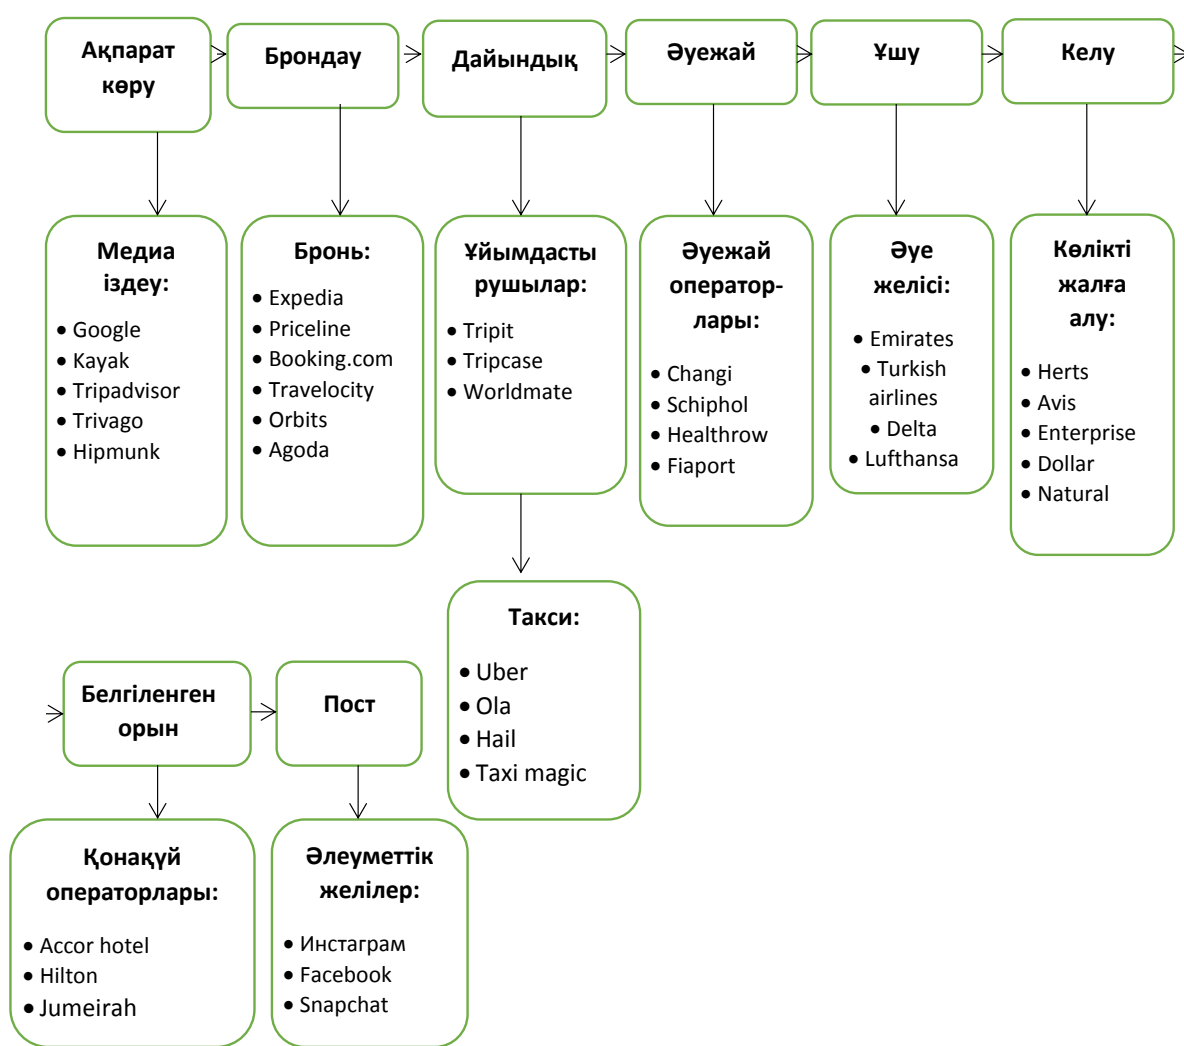 Ақпарат
көру
Брондау
Дайындық
Әуежай
Ұшу
Келу
Медиа
іздеу:
• Google
• Kayak
• Tripadvisor
• Trivago
• Hipmunk
Бронь:
• Expedia
• Priceline
• Booking.com
• Travelocity
• Orbits
• Agoda
Ұйымдасты
рушылар:
• Tripit
• Tripcase
• Worldmate
Әуежай
оператор-
лары:
• Changi
• Schiphol
• Healthrow
• Fiaport
Әуе
желісі:
• Emirates
• Turkish
airlines
• Delta
• Lufthansa
Көлікті
жалға
алу:
• Herts
• Avis
• Enterprise
• Dollar
• Natural
Такси:
• Uber
• Ola
• Hail
• Taxi magic
Белгіленген
орын
Пост
Қонақүй
операторлары:
• Accor hotel
• Hilton
• Jumeirah
Әлеуметтік
желілер:
• Инстаграм
• Facebook
• Snapchat